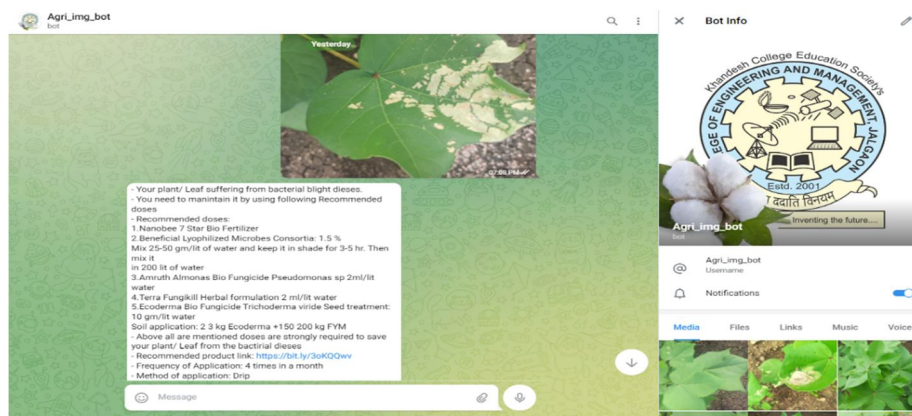 Agri_img_bot
bot
Yesterday
07:08 PM
- Your plant/ Leaf suffering from bacterial blight dieses.
- You need to manintain it by using following Recommended
doses
- Recommended doses:
1.Nanobee 7 Star Bio Fertilizer
2.Beneficial Lyophilized Microbes Consortia: 1.5 %
Mix 25-50 gm/lit of water and keep it in shade for 3-5 hr. Then
mix it
in 200 lit of water
3.Amruth Almonas Bio Fungicide Pseudomonas sp 2ml/lit
water
4.Terra Fungikill Herbal formulation 2 ml/lit water
5.Ecoderma Bio Fungicide Trichoderma viride Seed treatment:
10 gm/lit water
Soil application: 2 3 kg Ecoderma +150 200 kg FYM
- Above all are mentioned doses are strongly required to save
your plant/ Leaf from the bactirial dieses
- Recommended product link: https://bit.ly/3oKQQwv
- Frequency of Application: 4 times in a month
- Method of application: Drip
Message
Bot Info
Khandesh College Education Society's
EGE OF ENGINEERING AND MANAGEMENT, JALGAON
Estd. 2001
ददाति विनयम्
Inventing the future....
Agri_img_bot
bot
Agri_img_bot
Username
Notifications
Media Files Links Music Voice